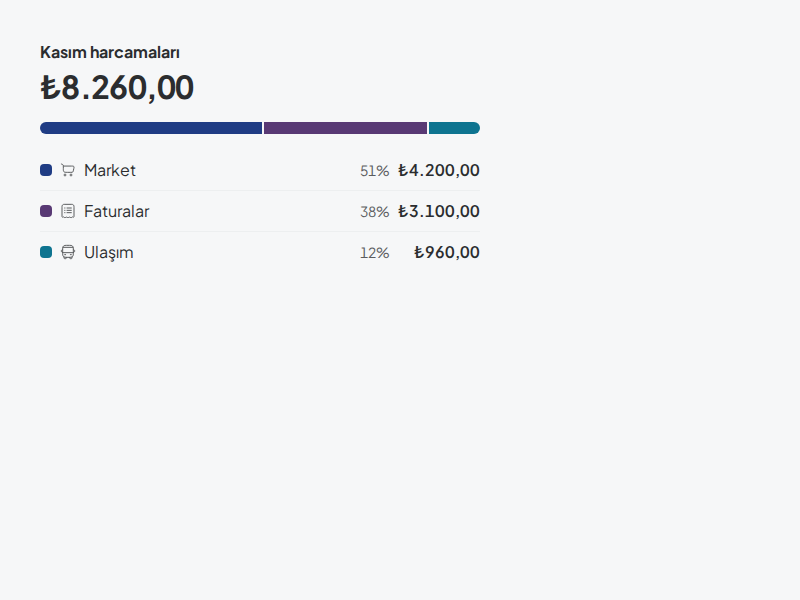 Kasım harcamaları
₺8.260,00
Market 51% ₺4.200,00
Faturalar 38% ₺3.100,00
Ulaşım 12% ₺960,00